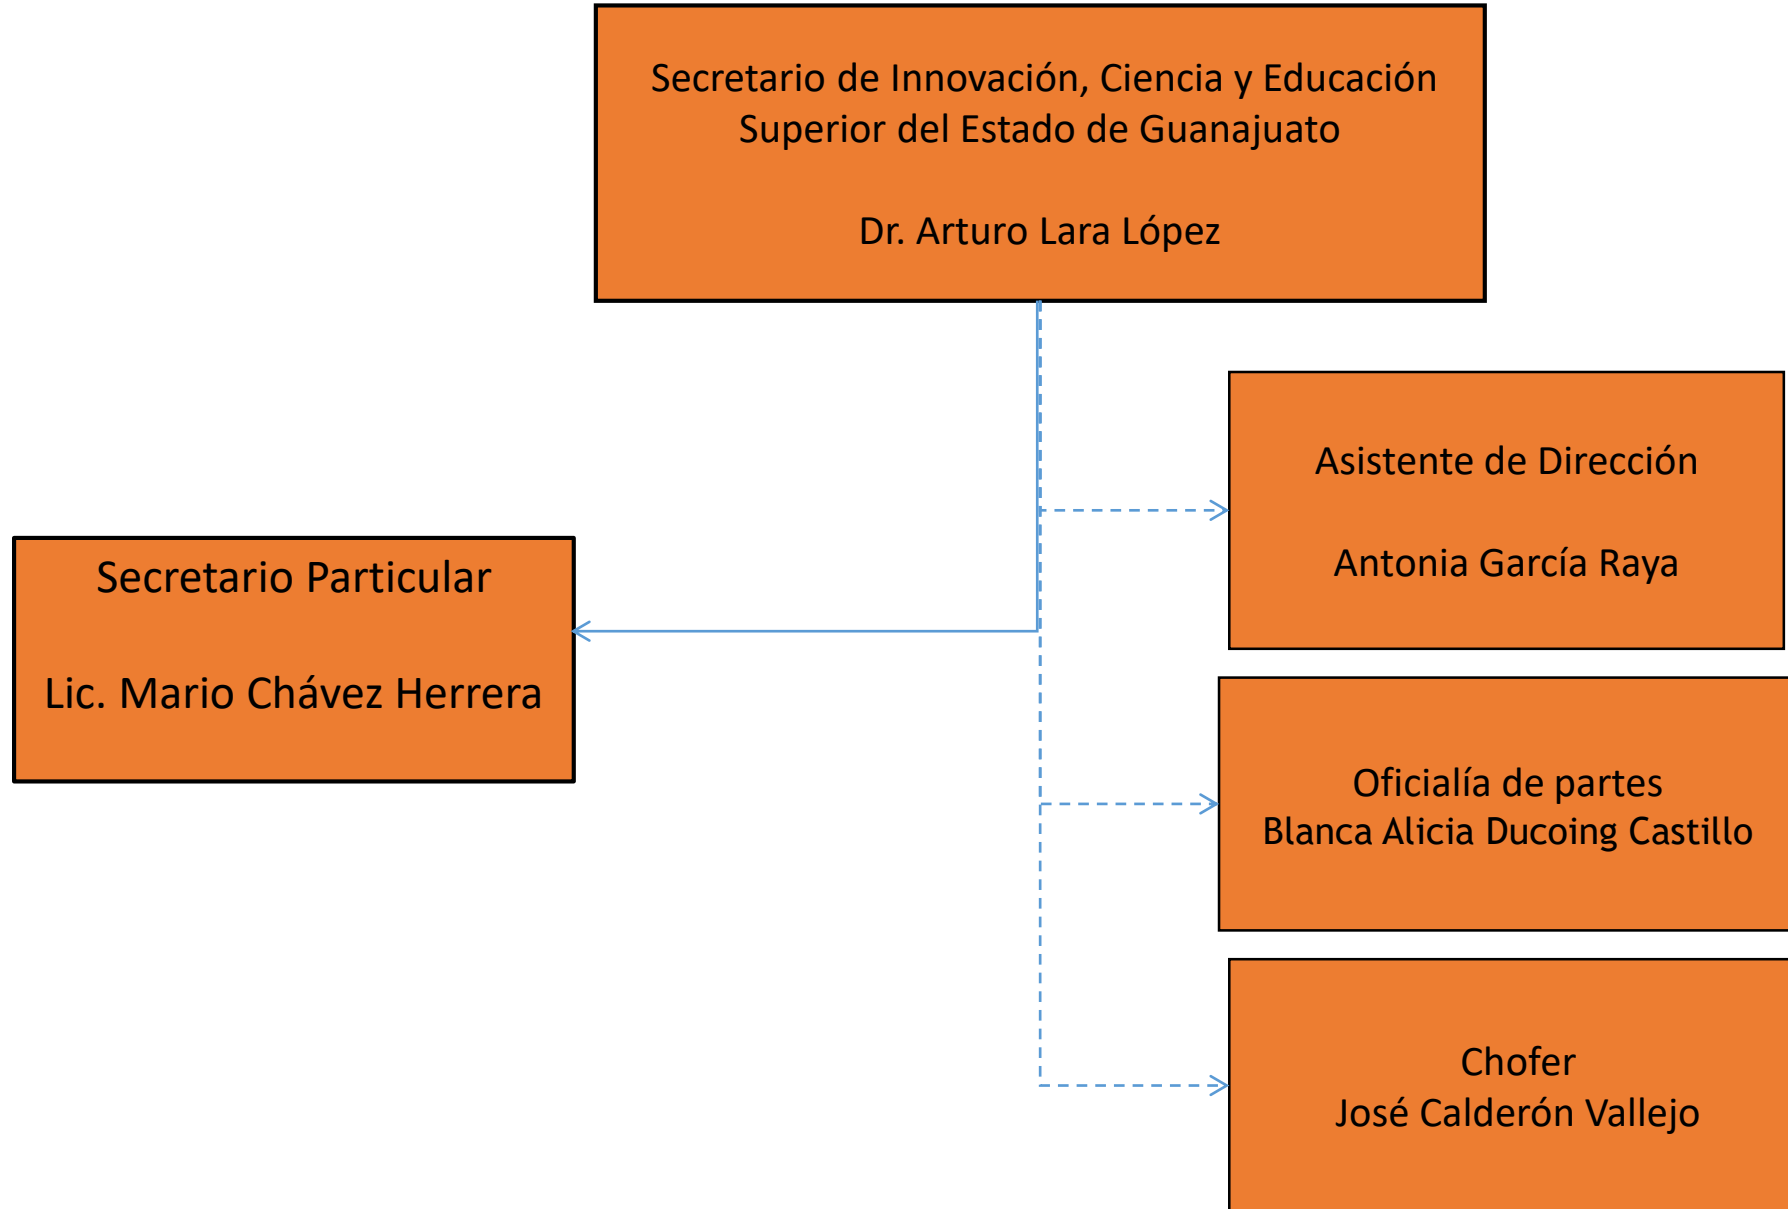 Secretario de Innovación, Ciencia y Educación
Superior del Estado de Guanajuato
Dr. Arturo Lara López
Asistente de Dirección
Antonia García Raya
Secretario Particular
Lic. Mario Chávez Herrera
Oficialía de partes
Blanca Alicia Ducoing Castillo
Chofer
José Calderón Vallejo